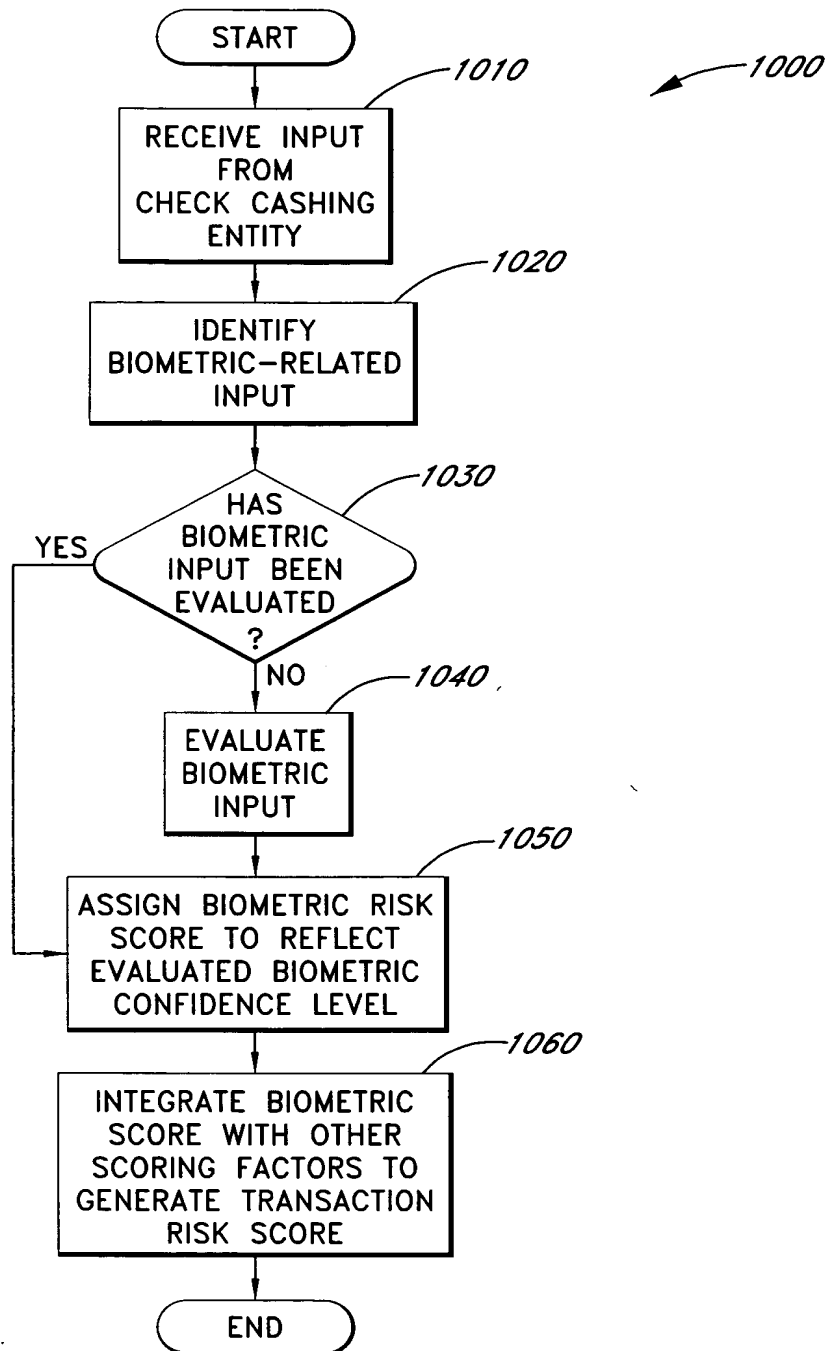 START
1010
1000
RECEIVE INPUT
FROM
CHECK CASHING
ENTITY
1020
IDENTIFY
BIOMETRIC-RELATED
INPUT
1030
HAS
BIOMETRIC
INPUT BEEN
EVALUATED
?
YES
NO
1040
EVALUATE
BIOMETRIC
INPUT
1050
ASSIGN BIOMETRIC RISK
SCORE TO REFLECT
EVALUATED BIOMETRIC
CONFIDENCE LEVEL
1060
INTEGRATE BIOMETRIC
SCORE WITH OTHER
SCORING FACTORS TO
GENERATE TRANSACTION
RISK SCORE
END